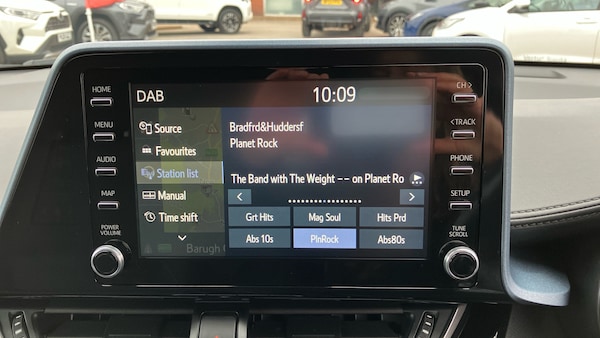 DAB
10:09
HOME
MENU
AUDIO
MAP
POWER
VOLUME
Source
Favourites
Station list
Manual
Time shift
Bradfrd&Huddersf
Planet Rock
The Band with The Weight -- on Planet Ro
Grt Hits
Mag Soul
Hits Prd
Abs 10s
PlnRock
Abs80s
Barugh
CH >
< TRACK
PHONE
SETUP
TUNE
SCROLL